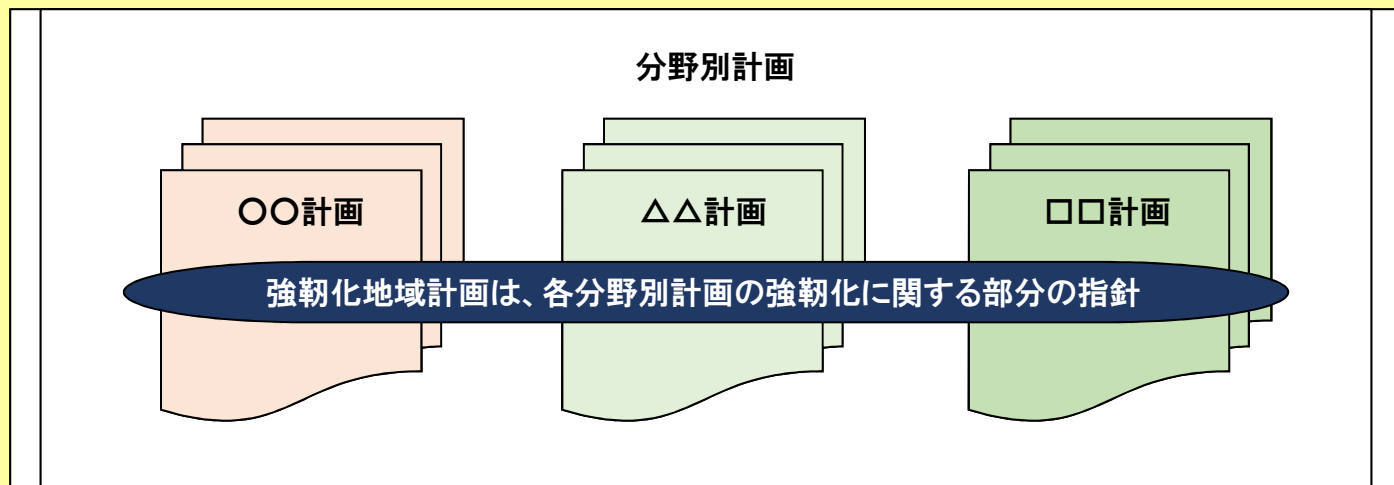 分野別計画
〇〇計画
△△計画
□□計画
強靭化地域計画は、各分野別計画の強靭化に関する部分の指針